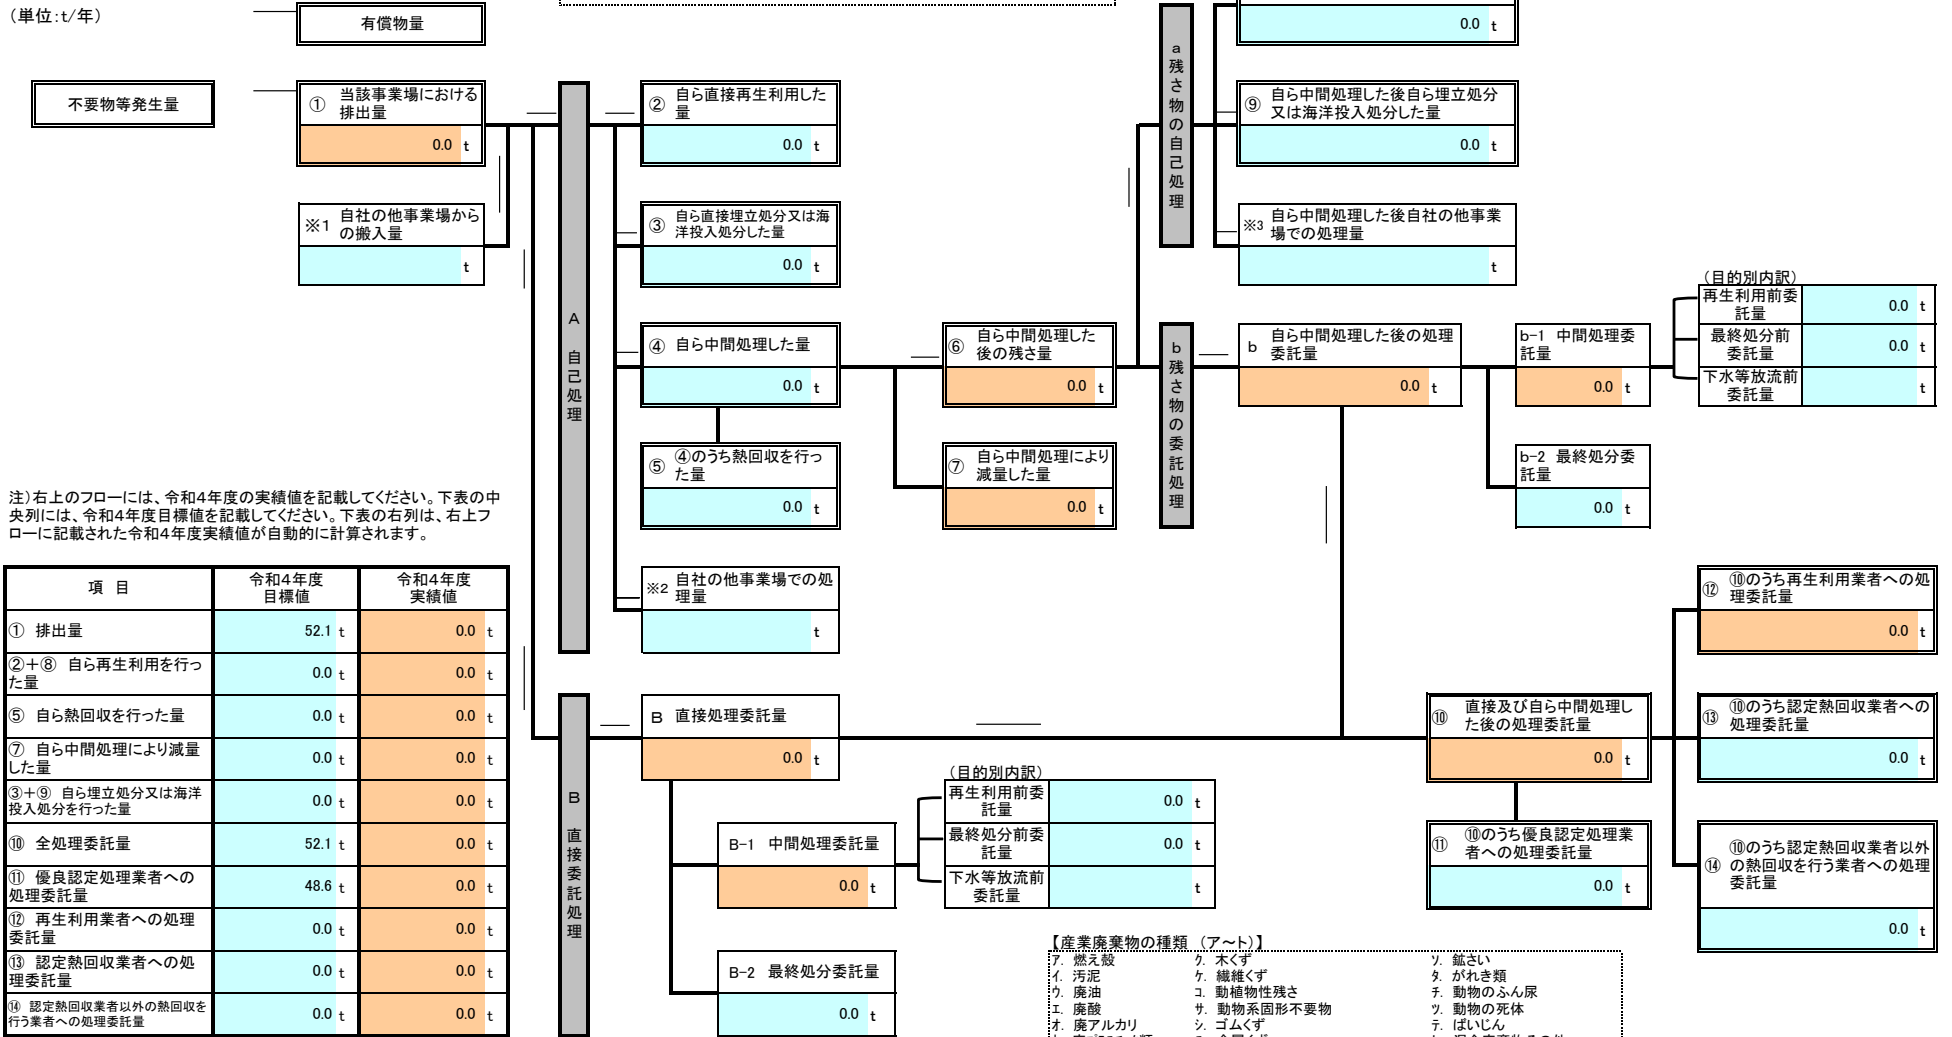 （単位：t/年）
有償物量
0.0 t
不要物等発生量
① 当該事業場における
排出量
0.0 t
※1 自社の他事業場から
の搬入量
t
A 自己処理
② 自ら直接再生利用した
量
0.0 t
③ 自ら直接埋立処分又は海
洋投入処分した量
0.0 t
④ 自ら中間処理した量
0.0 t
⑤ ④のうち熱回収を行っ
た量
0.0 t
※2 自社の他事業場での処
理量
t
⑥ 自ら中間処理した
後の残さ量
0.0 t
⑦ 自ら中間処理により
減量した量
0.0 t
a 残さ物の自己処理
⑨ 自ら中間処理した後自ら埋立処分
又は海洋投入処分した量
0.0 t
※3 自ら中間処理した後自社の他事業
場での処理量
t
b 残さ物の委託処理
b 自ら中間処理した後の処理
委託量
0.0 t
b-1 中間処理委
託量
0.0 t
b-2 最終処分委
託量
0.0 t
（目的別内訳）
再生利用前委
託量 0.0 t
最終処分前
委託量 0.0 t
下水等放流前
委託量 t
注）右上のフローには、令和4年度の実績値を記載してください。下表の中
央列には、令和4年度目標値を記載してください。下表の右列は、右上フ
ローに記載された令和4年度実績値が自動的に計算されます。
項 目 令和4年度
目標値 令和4年度
実績値
① 排出量 52.1 t 0.0 t
②＋⑧ 自ら再生利用を行っ
た量 0.0 t 0.0 t
⑤ 自ら熱回収を行った量 0.0 t 0.0 t
⑦ 自ら中間処理により減量
した量 0.0 t 0.0 t
③＋⑨ 自ら埋立処分又は海洋
投入処分を行った量 0.0 t 0.0 t
⑩ 全処理委託量 52.1 t 0.0 t
⑪ 優良認定処理業者への
処理委託量 48.6 t 0.0 t
⑫ 再生利用業者への処理
委託量 0.0 t 0.0 t
⑬ 認定熱回収業者への処
理委託量 0.0 t 0.0 t
⑭ 認定熱回収業者以外の熱回収を
行う業者への処理委託量 0.0 t 0.0 t
B 直接委託処理
B 直接処理委託量
0.0 t
B-1 中間処理委託量
0.0 t
B-2 最終処分委託量
0.0 t
（目的別内訳）
再生利用前委
託量 0.0 t
最終処分前委
託量 0.0 t
下水等放流前
委託量 t
⑩ 直接及び自ら中間処理し
た後の処理委託量
0.0 t
⑪ ⑩のうち優良認定処理業
者への処理委託量
0.0 t
⑫ ⑩のうち再生利用業者への処
理委託量
0.0 t
⑬ ⑩のうち認定熱回収業者への
処理委託量
0.0 t
⑭ ⑩のうち認定熱回収業者以外
の熱回収を行う業者への処理
委託量
0.0 t
【産業廃棄物の種類 （ア～ト）】
ア. 燃え殻 ク. 木くず ソ. 鉱さい
イ. 汚泥 ケ. 繊維くず タ. がれき類
ウ. 廃油 コ. 動植物性残さ チ. 動物のふん尿
エ. 廃酸 サ. 動物系固形不要物 ツ. 動物の死体
オ. 廃アルカリ シ. ゴムくず テ. ばいじん